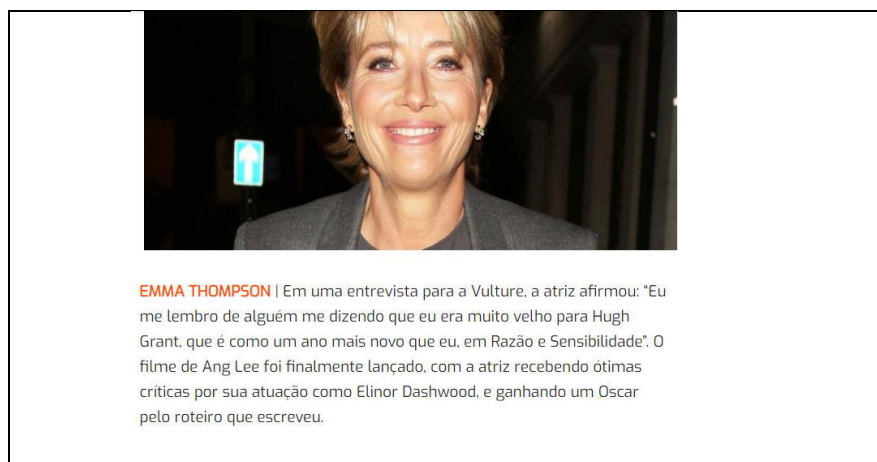 EMMA THOMPSON | Em uma entrevista para a Vulture, a atriz afirmou: “Eu
me lembro de alguém me dizendo que eu era muito velho para Hugh
Grant, que é como um ano mais novo que eu, em Razão e Sensibilidade”. O
filme de Ang Lee foi finalmente lançado, com a atriz recebendo ótimas
críticas por sua atuação como Elinor Dashwood, e ganhando um Oscar
pelo roteiro que escreveu.